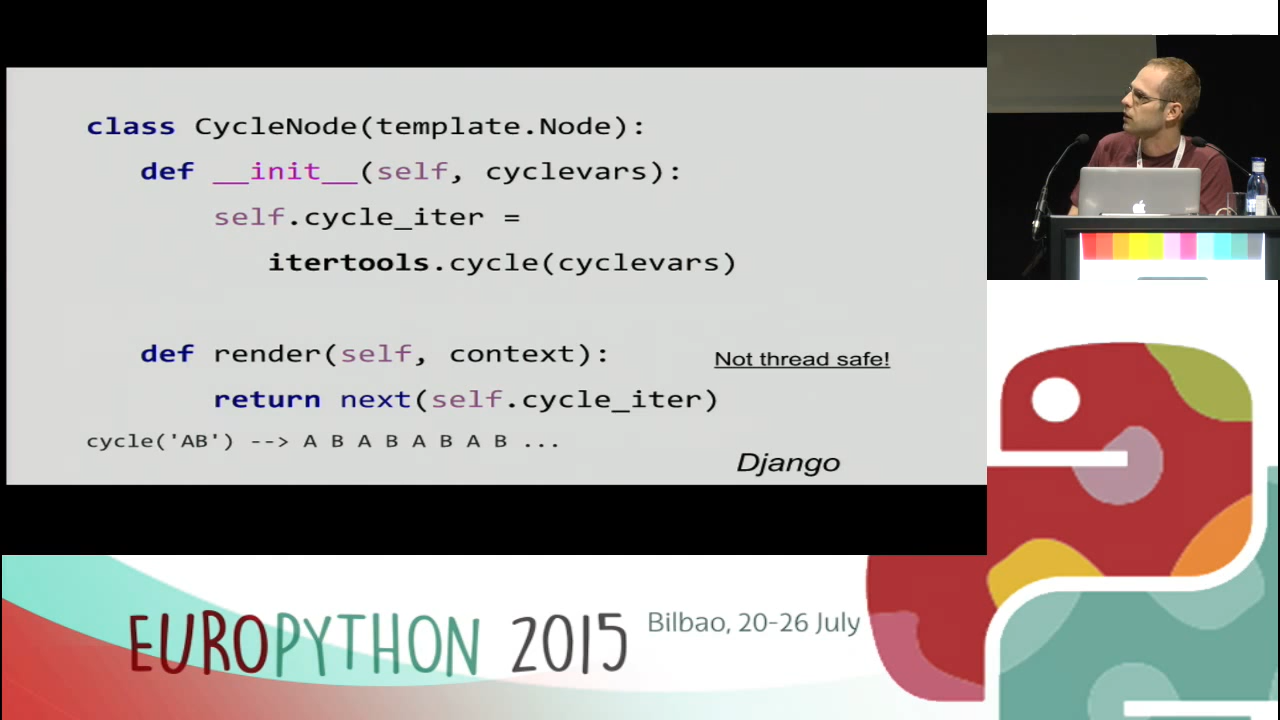 class CycleNode(template.Node):
def __init__(self, cyclevars):
self.cycle_iter =
itertools.cycle(cyclevars)
def render(self, context):
Not thread safe!
return next(self.cycle_iter)
cycle('AB') --> A B A B A B A B ...
Django
EUROPYTHON 2015
Bilbao, 20-26 July